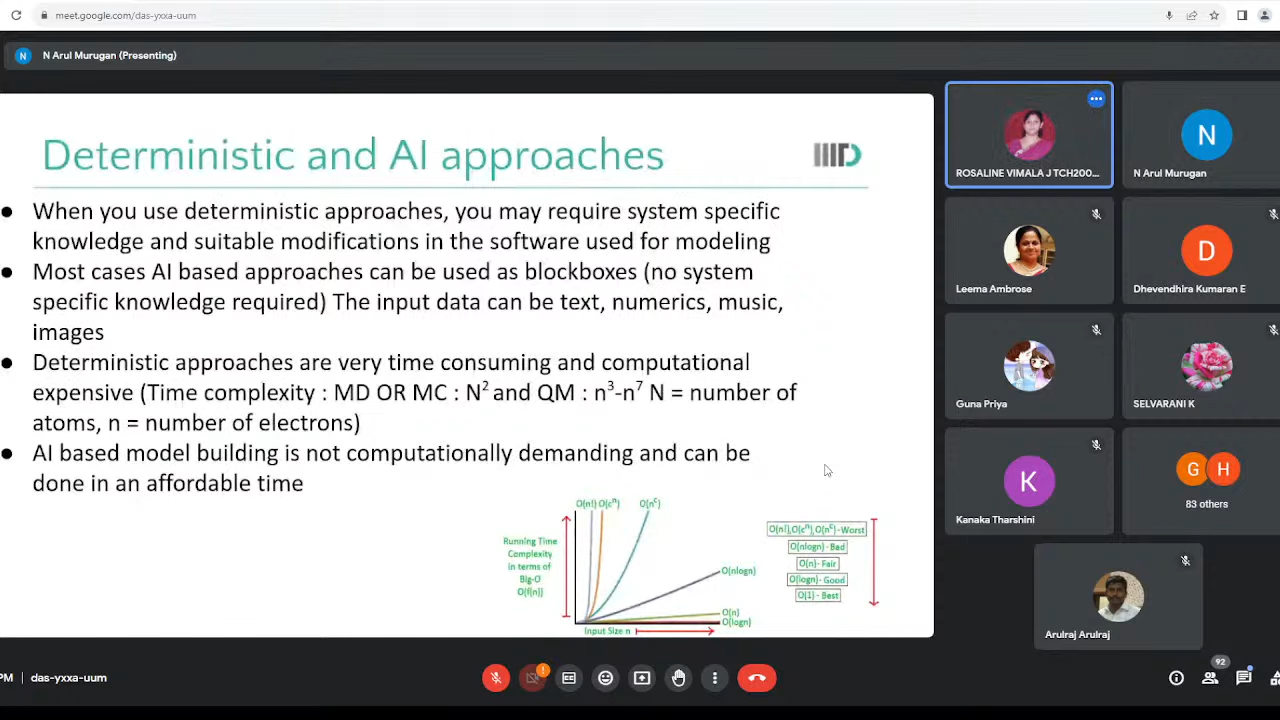 meet.google.com/das-yxxa-uum
N
N Arul Murugan (Presenting)
Deterministic and AI approaches
● When you use deterministic approaches, you may require system specific
knowledge and suitable modifications in the software used for modeling
● Most cases AI based approaches can be used as blockboxes (no system
specific knowledge required) The input data can be text, numerics, music,
images
● Deterministic approaches are very time consuming and computational
expensive (Time complexity : MD OR MC : N² and QM : n³-n⁷ N = number of
atoms, n = number of electrons)
● AI based model building is not computationally demanding and can be
done in an affordable time
O(n!) O(cⁿ) O(nᶜ)
Running Time
Complexity
in terms of
Big-O
O(f(n))
O(nlogn)
O(n)
O(logn)
Input Size n
O(n!),O(cⁿ),O(nᶜ)-Worst
O(nlogn)-Bad
O(n)-Fair
O(logn)-Good
O(1)-Best
ROSALINE VIMALA J TCH200...
N
N Arul Murugan
Leema Ambrose
D
Dhevendhira Kumaran E
Guna Priya
SELVARANI K
K
Kanaka Tharshini
G H
83 others
Arulraj Arulraj
PM | das-yxxa-uum
92